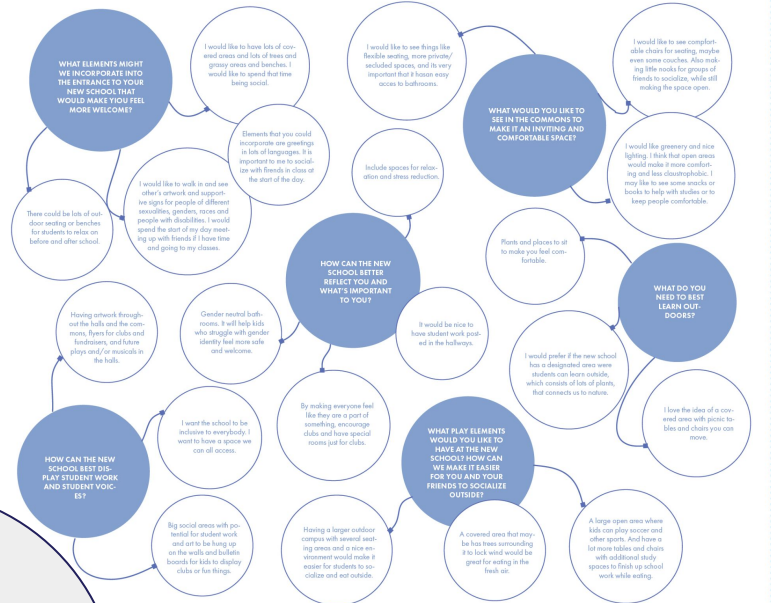 WHAT ELEMENTS MIGHT
WE INCORPORATE INTO
THE ENTRANCE TO YOUR
NEW SCHOOL THAT
WOULD MAKE YIOU FEEL
MORE WELCOME?
I would like to have lots of cov-
ered areas and lots of trees and
grassy areas and benches. I
would like to spend that time
being social.
Elements that you could
incorporate are greetings
in lots of languages. It is
important to me to social-
ize with friends in class at
the start of the day.
I would like to walk in and see
other's artwork and support-
ive signs for people of different
sexualities, genders, races and
people with disabilities. I would
spend the start of my day meet-
ing up with friends if I have time
and going to my classes.
There could be lots of out-
door seating or benches
for students to relax on
before and after school.
I would like to see things like
flexible seating, more private/
secluded spaces, and its very
important that it hasan easy
acces to bathrooms.
WHAT WOULD YOU LIKE TO
SEE IN THE COMMONS TO
MAKE IT AN INVITING AND
COMFORTABLE SPACE?
I would like to see compfort-
able chairs for seating, maybe
even some couches. Also mak-
ing little nooks for groups of
friends to socialize, while still
making the space open.
I would like greenery and nice
lighting. I think that open areas
would make it more comfort-
ing and less claustrophobic. I
may like to see some snacks or
books to help with studies or to
keep people comfortable.
Include spaces for relax-
ation and stress reduction.
HOW CAN THE NEW
SCHOOL BETTER
REFLECT YOU AND
WHAT'S IMPORTANT
TO YOU?
Gender neutral bath-
rooms. It will help kids
who struggle with gender
identity feel more safe
and welcome.
It would be nice to
have student work post-
ed in the hallways.
By making everyone feel
like they are a part of
something, encourage
clubs and have special
rooms just for clubs.
Plants and places to sit
to make you feel com-
fortable.
WHAT DO YOU
NEED TO BEST
LEARN OUT-
DOORS?
I would prefer if the new school
has a designated area were
students can learn outside,
which consists of lots of plants,
that connects us to nature.
I love the idea of a cov-
ered area with picnic ta-
bles and chairs you can
move.
Having artwork through-
out the halls and the com-
mons, flyers for clubs and
fundraisers, and future
plays and/or musicals in
the halls.
HOW CAN THE NEW
SCHOOL BEST DIS-
PLAY STUDENT WORK
AND STUDENT VOIC-
ES?
I want the school to be
inclusive to everybody. I
want to have a space we
can all access.
Big social areas with po-
tential for student work
and art to be hung up
on the walls and bulletin
boards for kids to display
clubs or fun things.
WHAT PLAY ELEMENTS
WOULD YOU LIKE TO
HAVE AT THE NEW
SCHOOL? HOW CAN
WE MAKE IT EASIER
FOR YOU AND YOUR
FRIENDS TO SOCIALIZE
OUTSIDE?
Having a larger outdoor
campus with several seat-
ing areas and a nice en-
vironment would make it
easier for students to so-
cialize and eat outside.
A covered area that may-
be has trees surrounding
it to lock wind would be
great for eating in the
fresh air.
A large open area where
kids can play soccer and
other sports. And have a
lot more tables and chairs
with additional study
spaces to finish up school
work while eating.